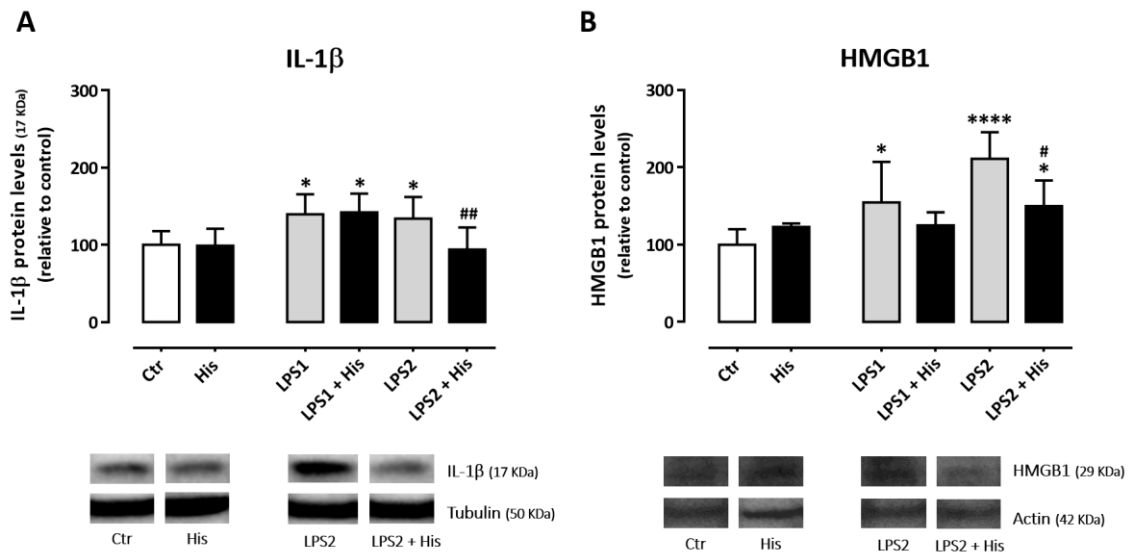 A
IL-1β
IL-1β protein levels (17 KDa)
(relative to control)
300
200
100
0
*
*
*
##
Ctr
His
LPS1
LPS1 + His
LPS2
LPS2 + His
IL-1β (17 KDa)
Tubulin (50 KDa)
Ctr
His
LPS2
LPS2 + His
B
HMGB1
HMGB1 protein levels
(relative to control)
300
200
100
0
*
****
#
*
Ctr
His
LPS1
LPS1 + His
LPS2
LPS2 + His
HMGB1 (29 KDa)
Actin (42 KDa)
Ctr
His
LPS2
LPS2 + His